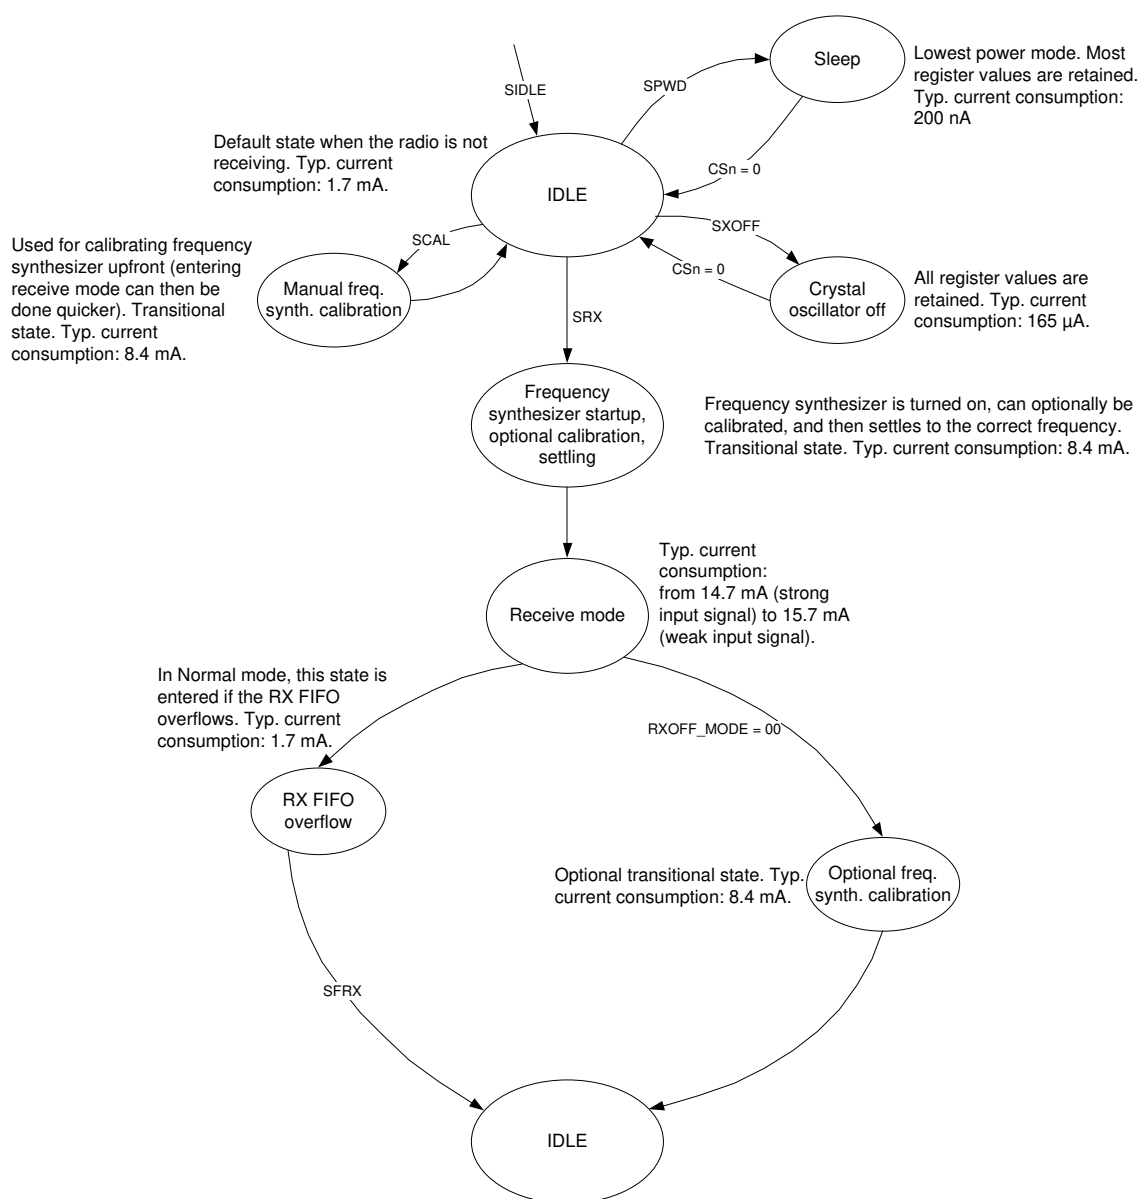 Sleep
Lowest power mode. Most
register values are retained.
Typ. current consumption:
200 nA
SIDLE
SPWD
Default state when the radio is not
receiving. Typ. current
consumption: 1.7 mA.
IDLE
CSn = 0
SXOFF
Used for calibrating frequency
synthesizer upfront (entering
receive mode can then be
done quicker). Transitional
state. Typ. current
consumption: 8.4 mA.
SCAL
Manual freq.
synth. calibration
CSn = 0
Crystal
oscillator off
All register values are
retained. Typ. current
consumption: 165 µA.
SRX
Frequency
synthesizer startup,
optional calibration,
settling
Frequency synthesizer is turned on, can optionally be
calibrated, and then settles to the correct frequency.
Transitional state. Typ. current consumption: 8.4 mA.
Receive mode
Typ. current
consumption:
from 14.7 mA (strong
input signal) to 15.7 mA
(weak input signal).
In Normal mode, this state is
entered if the RX FIFO
overflows. Typ. current
consumption: 1.7 mA.
RXOFF_MODE = 00
RX FIFO
overflow
Optional transitional state. Typ.
current consumption: 8.4 mA.
Optional freq.
synth. calibration
SFRX
IDLE